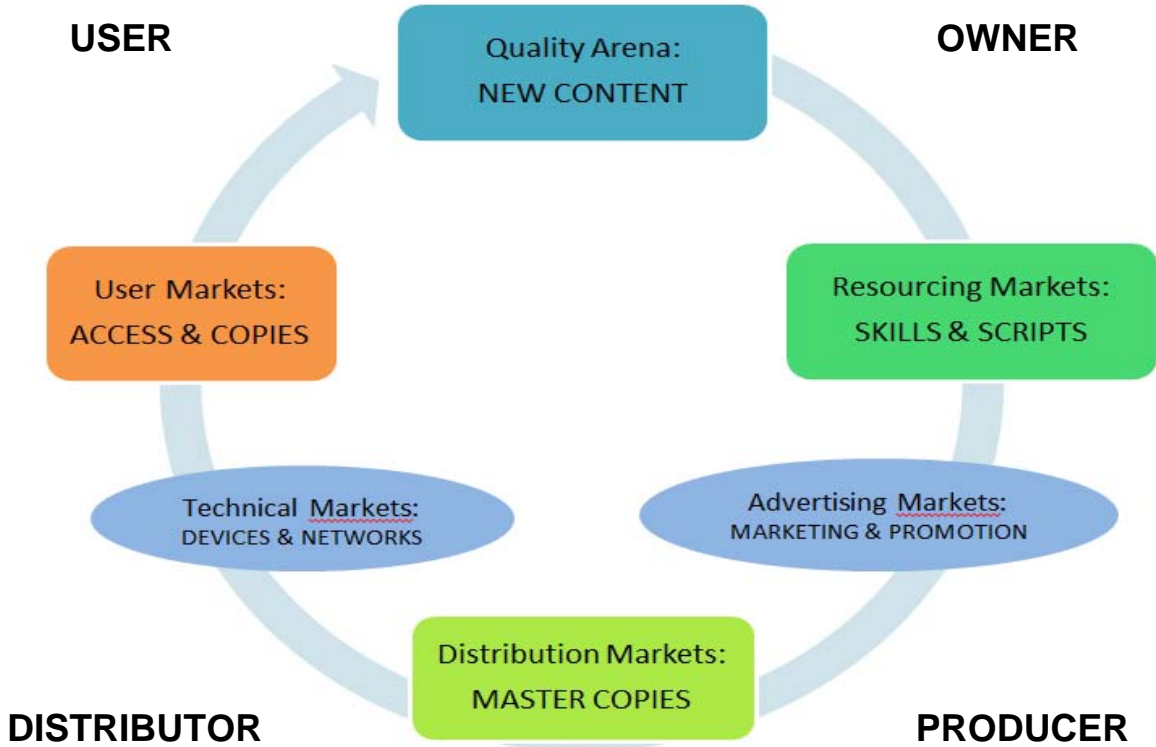 USER
OWNER
Quality Arena:
NEW CONTENT
User Markets:
ACCESS & COPIES
Resourcing Markets:
SKILLS & SCRIPTS
Technical Markets:
DEVICES & NETWORKS
Advertising Markets:
MARKETING & PROMOTION
Distribution Markets:
MASTER COPIES
DISTRIBUTOR
PRODUCER